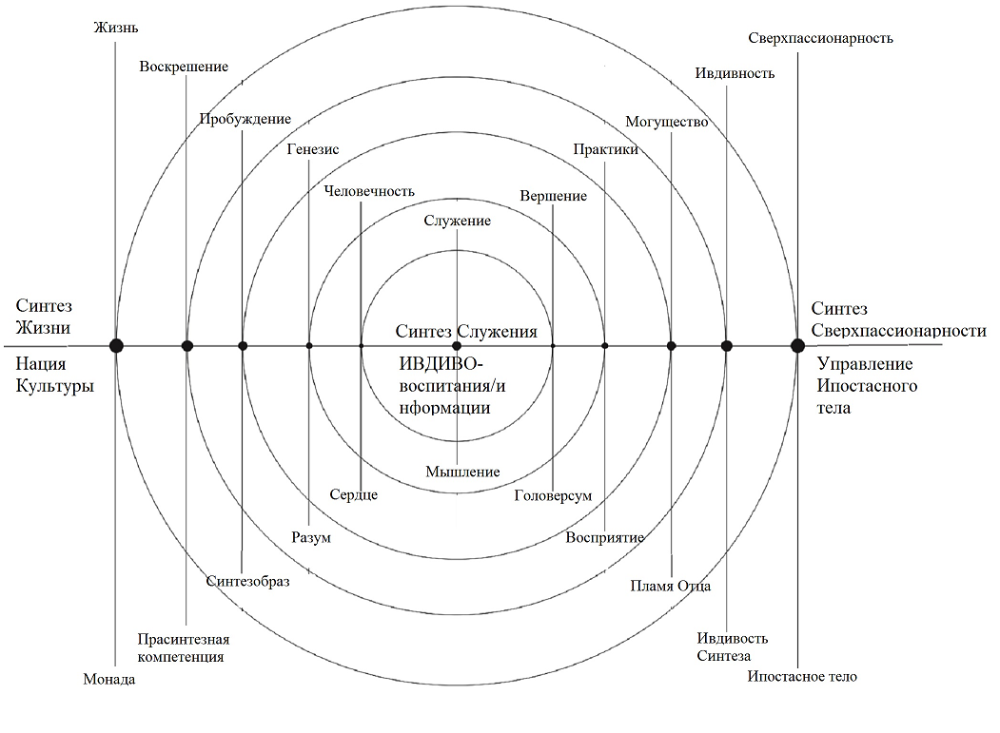 Жизнь
Сверхпассионарность
Воскрешение
Ивдивность
Пробуждение
Могущество
Генезис
Практики
Человечность
Вершение
Служение
Синтез
Жизни
Синтез
Сверхпассионарности
Синтез Служения
Нация
Культуры
ИВДИВО-
воспитания/и
нформации
Управление
Ипостасного
тела
Мышление
Сердце
Головерсум
Разум
Восприятие
Синтезобраз
Пламя Отца
Прасинтезная
компетенция
Ивдивость
Синтеза
Монада
Ипостасное тело